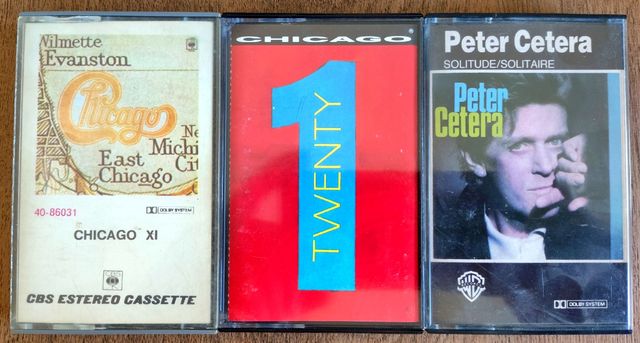 Wilmette
Evanston
Chicago
Ne
Michi
East
Cit
Chicago
40-86031
DOLBY SYSTEM
CHICAGO XI
CBS ESTEREO CASSETTE
CHICAGO
TWENTY
1
Peter Cetera
SOLITUDE/SOLITAIRE
Peter
Cetera
DOLBY SYSTEM